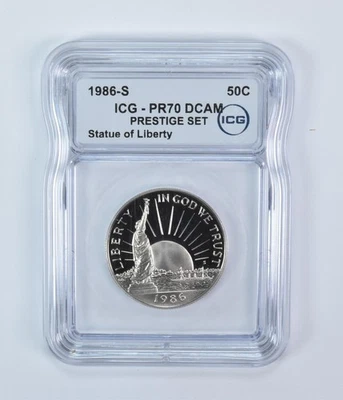 1986-S 50C
ICG - PR70 DCAM
PRESTIGE SET
Statue of Liberty
ICG
LIBERTY
IN GOD WE TRUST
1986